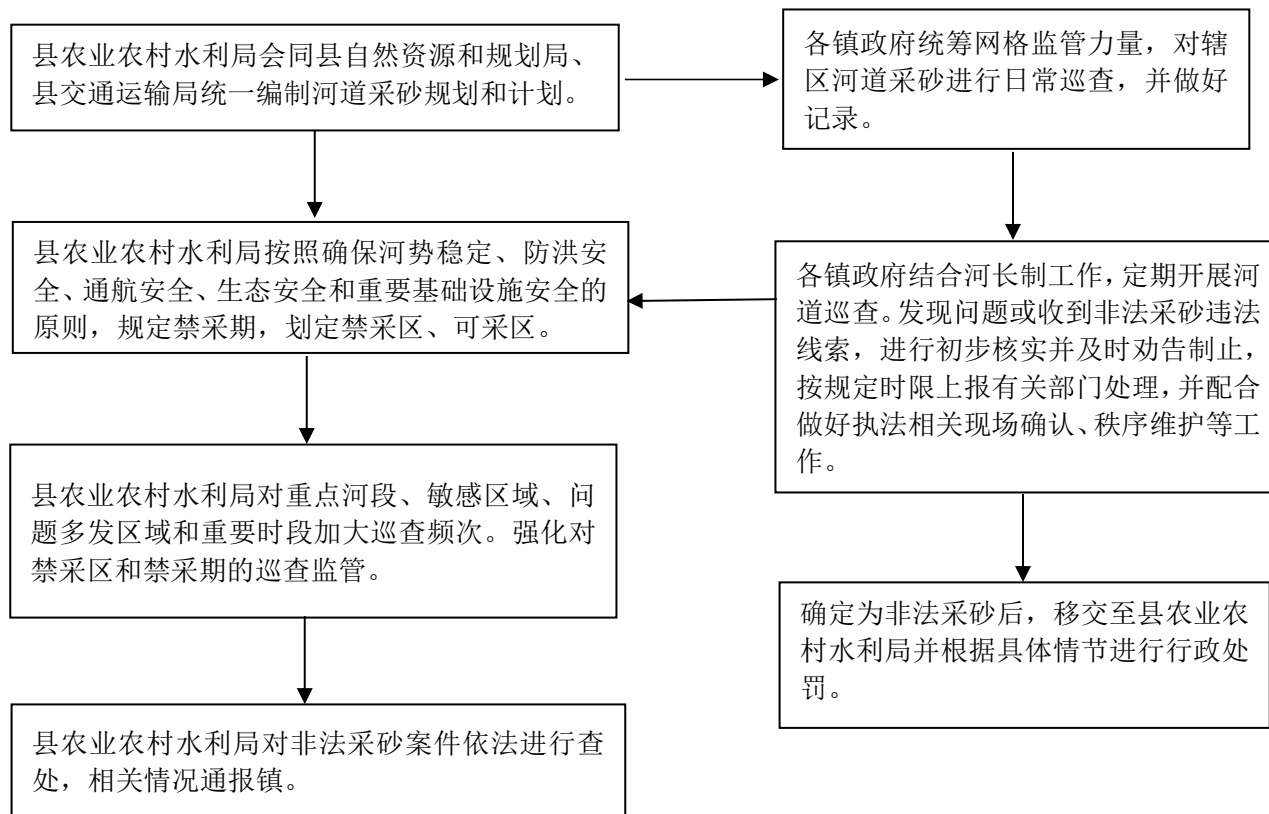 县农业农村水利局会同县自然资源和规划局、
县交通运输局统一编制河道采砂规划和计划。
各镇政府统筹网格监管力量，对辖
区河道采砂进行日常巡查，并做好
记录。
县农业农村水利局按照确保河势稳定、防洪安
全、通航安全、生态安全和重要基础设施安全的
原则，规定禁采期，划定禁采区、可采区。
各镇政府结合河长制工作，定期开展河
道巡查。发现问题或收到非法采砂违法
线索，进行初步核实并及时劝告制止，
按规定时限上报有关部门处理，并配合
做好执法相关现场确认、秩序维护等工
作。
县农业农村水利局对重点河段、敏感区域、问
题多发区域和重要时段加大巡查频次。强化对
禁采区和禁采期的巡查监管。
确定为非法采砂后，移交至县农业农
村水利局并根据具体情节进行行政处
罚。
县农业农村水利局对非法采砂案件依法进行查
处，相关情况通报镇。